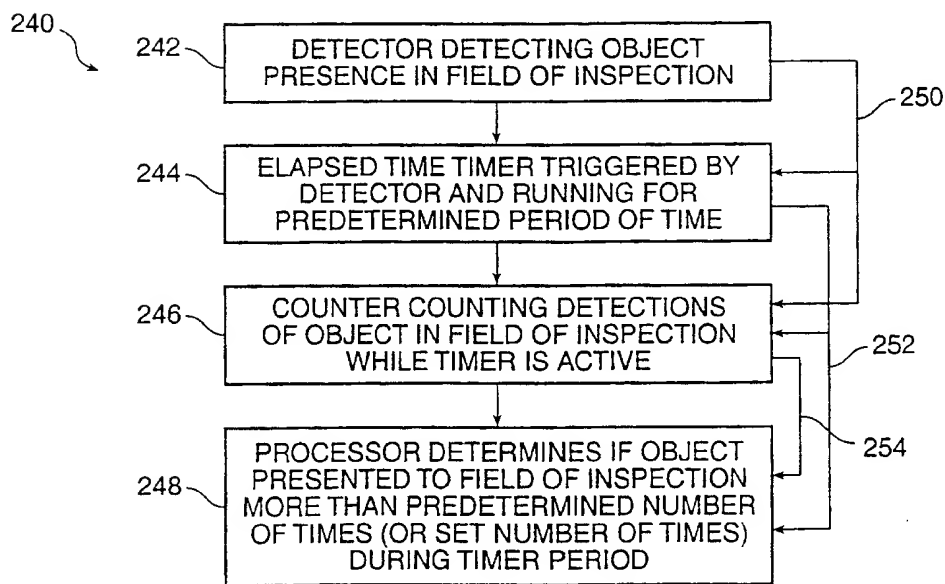 240
242
DETECTOR DETECTING OBJECT
PRESENCE IN FIELD OF INSPECTION
250
244
ELAPSED TIME TIMER TRIGGERED BY
DETECTOR AND RUNNING FOR
PREDETERMINED PERIOD OF TIME
246
COUNTER COUNTING DETECTIONS
OF OBJECT IN FIELD OF INSPECTION
WHILE TIMER IS ACTIVE
252
254
248
PROCESSOR DETERMINES IF OBJECT
PRESENTED TO FIELD OF INSPECTION
MORE THAN PREDETERMINED NUMBER
OF TIMES (OR SET NUMBER OF TIMES)
DURING TIMER PERIOD